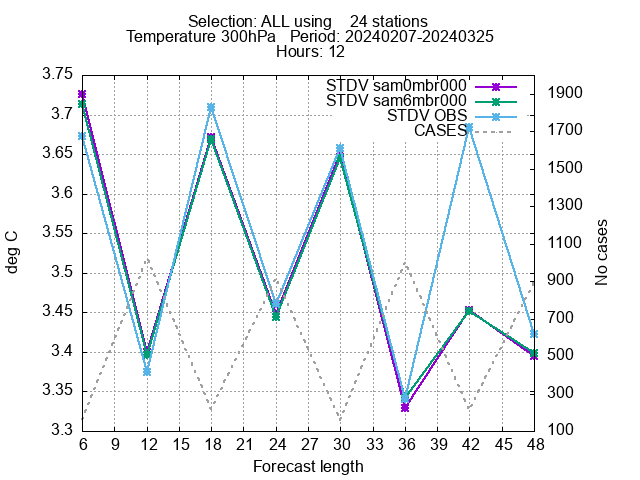 Selection: ALL using    24 stations
Temperature 300hPa   Period: 20240207-20240325
Hours: 12
STDV sam0mbr000
STDV sam6mbr000
STDV OBS
CASES
3.75
3.7
3.65
3.6
3.55
3.5
3.45
3.4
3.35
3.3
deg C
1900
1700
1500
1300
1100
900
700
500
300
100
No cases
6 9 12 15 18 21 24 27 30 33 36 39 42 45 48
Forecast length